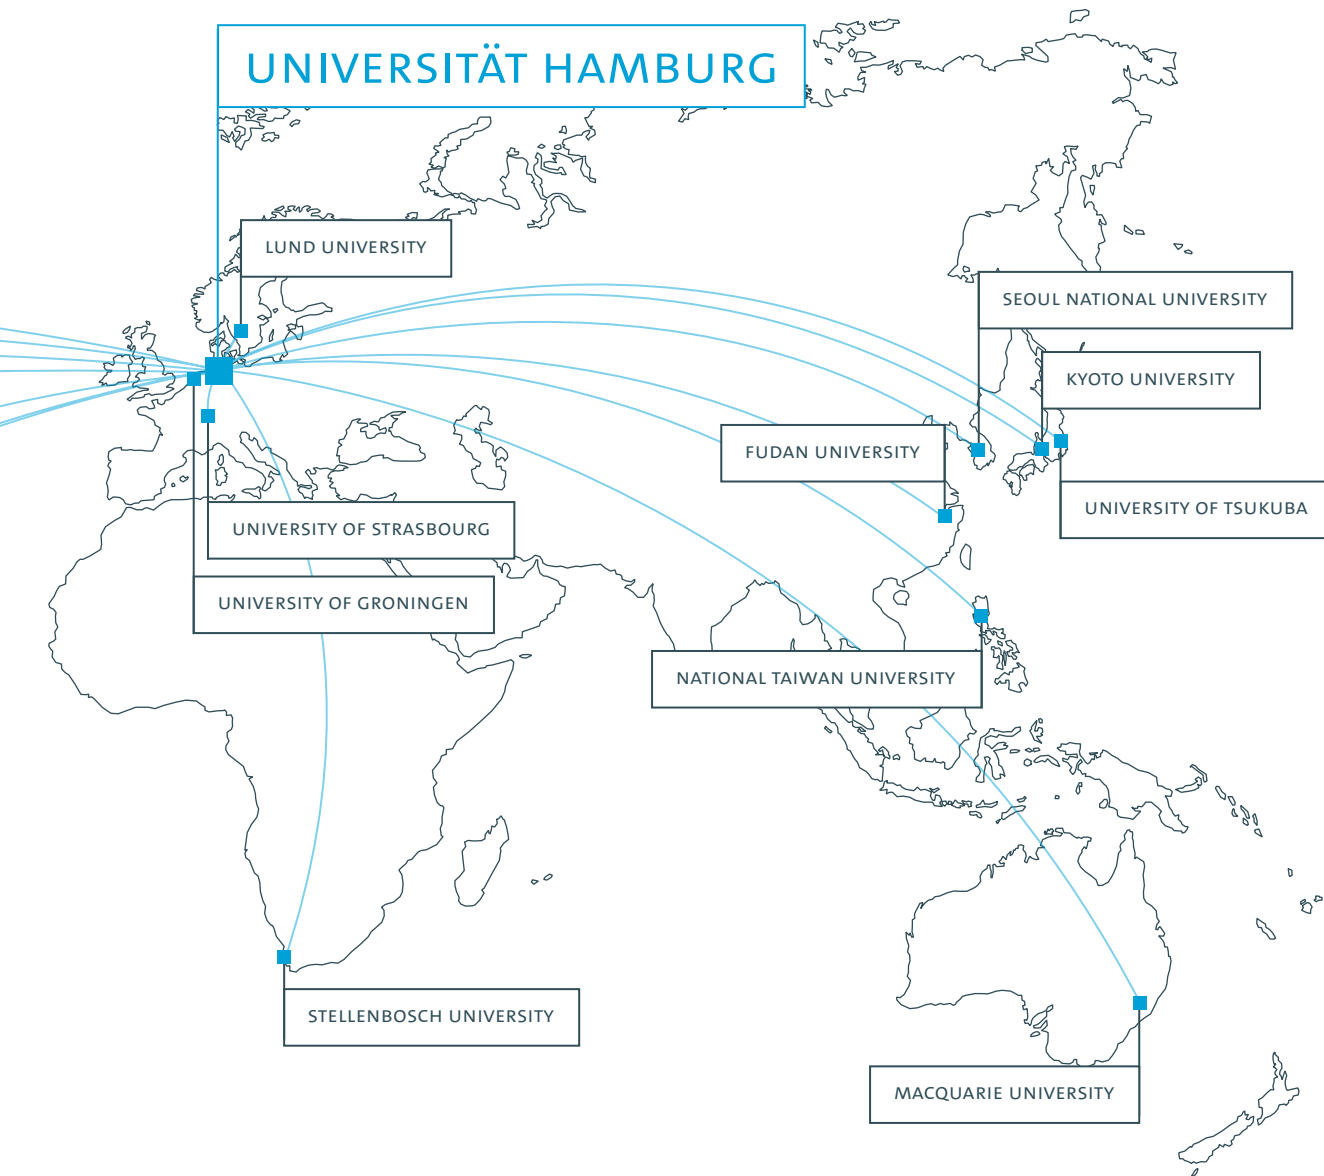 UNIVERSITÄT HAMBURG
LUND UNIVERSITY
SEOUL NATIONAL UNIVERSITY
KYOTO UNIVERSITY
FUDAN UNIVERSITY
UNIVERSITY OF TSUKUBA
UNIVERSITY OF STRASBOURG
UNIVERSITY OF GRONINGEN
NATIONAL TAIWAN UNIVERSITY
STELLENBOSCH UNIVERSITY
MACQUARIE UNIVERSITY